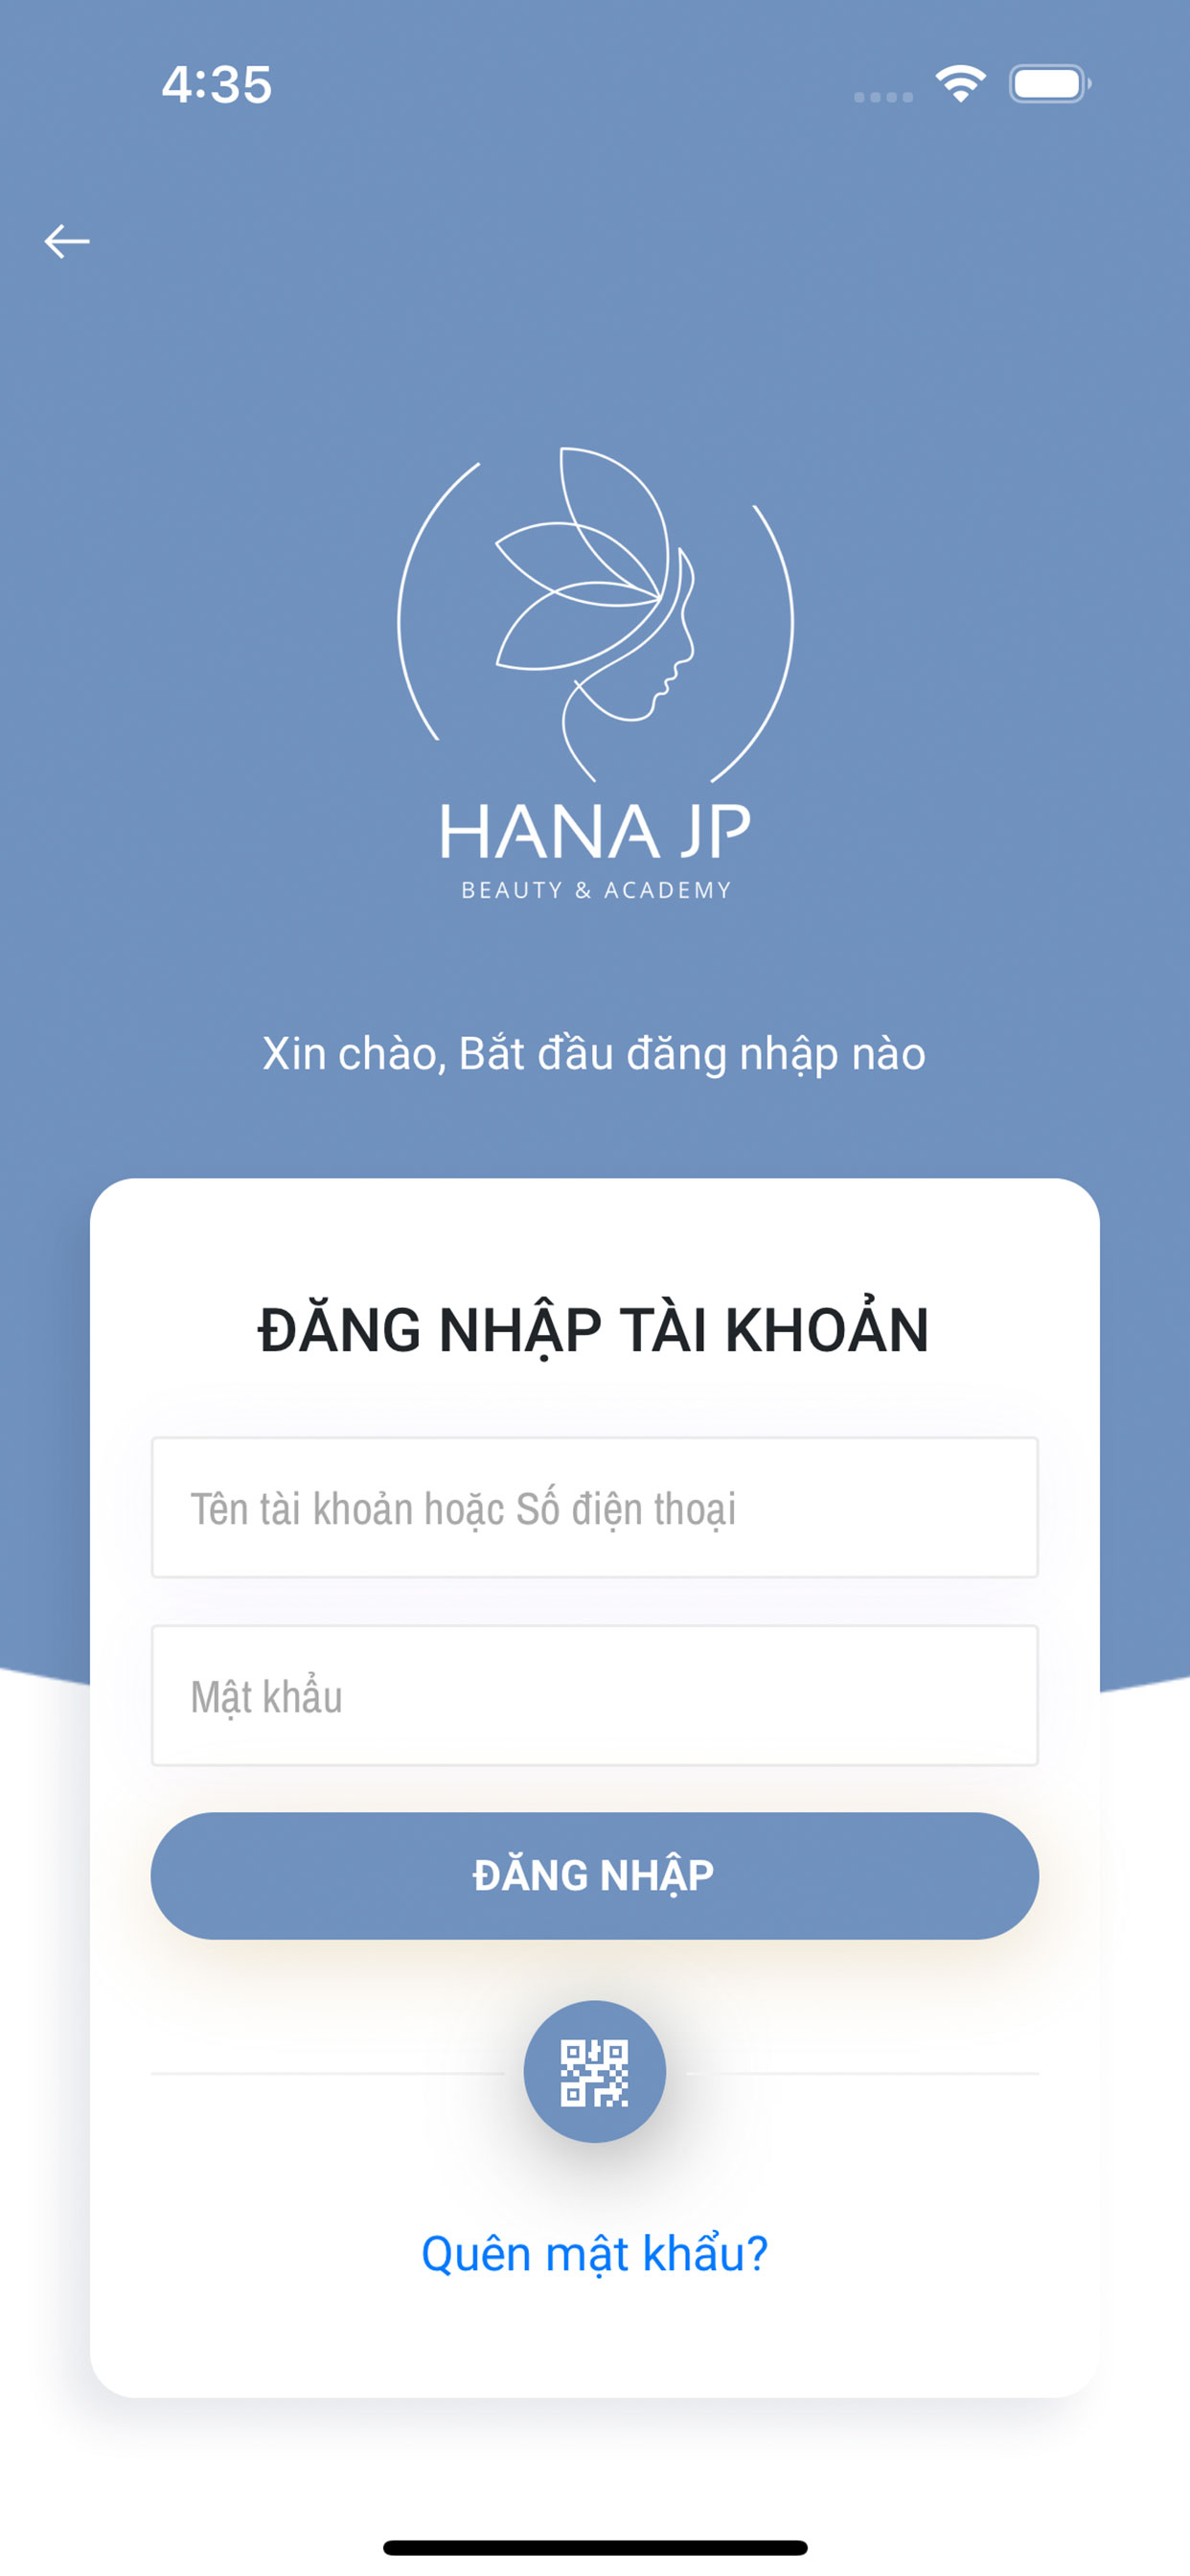 4:35
HANA JP
BEAUTY & ACADEMY
Xin chào, Bắt đầu đăng nhập nào
ĐĂNG NHẬP TÀI KHOẢN
Tên tài khoản hoặc Số điện thoại
Mật khẩu
ĐĂNG NHẬP
Quên mật khẩu?